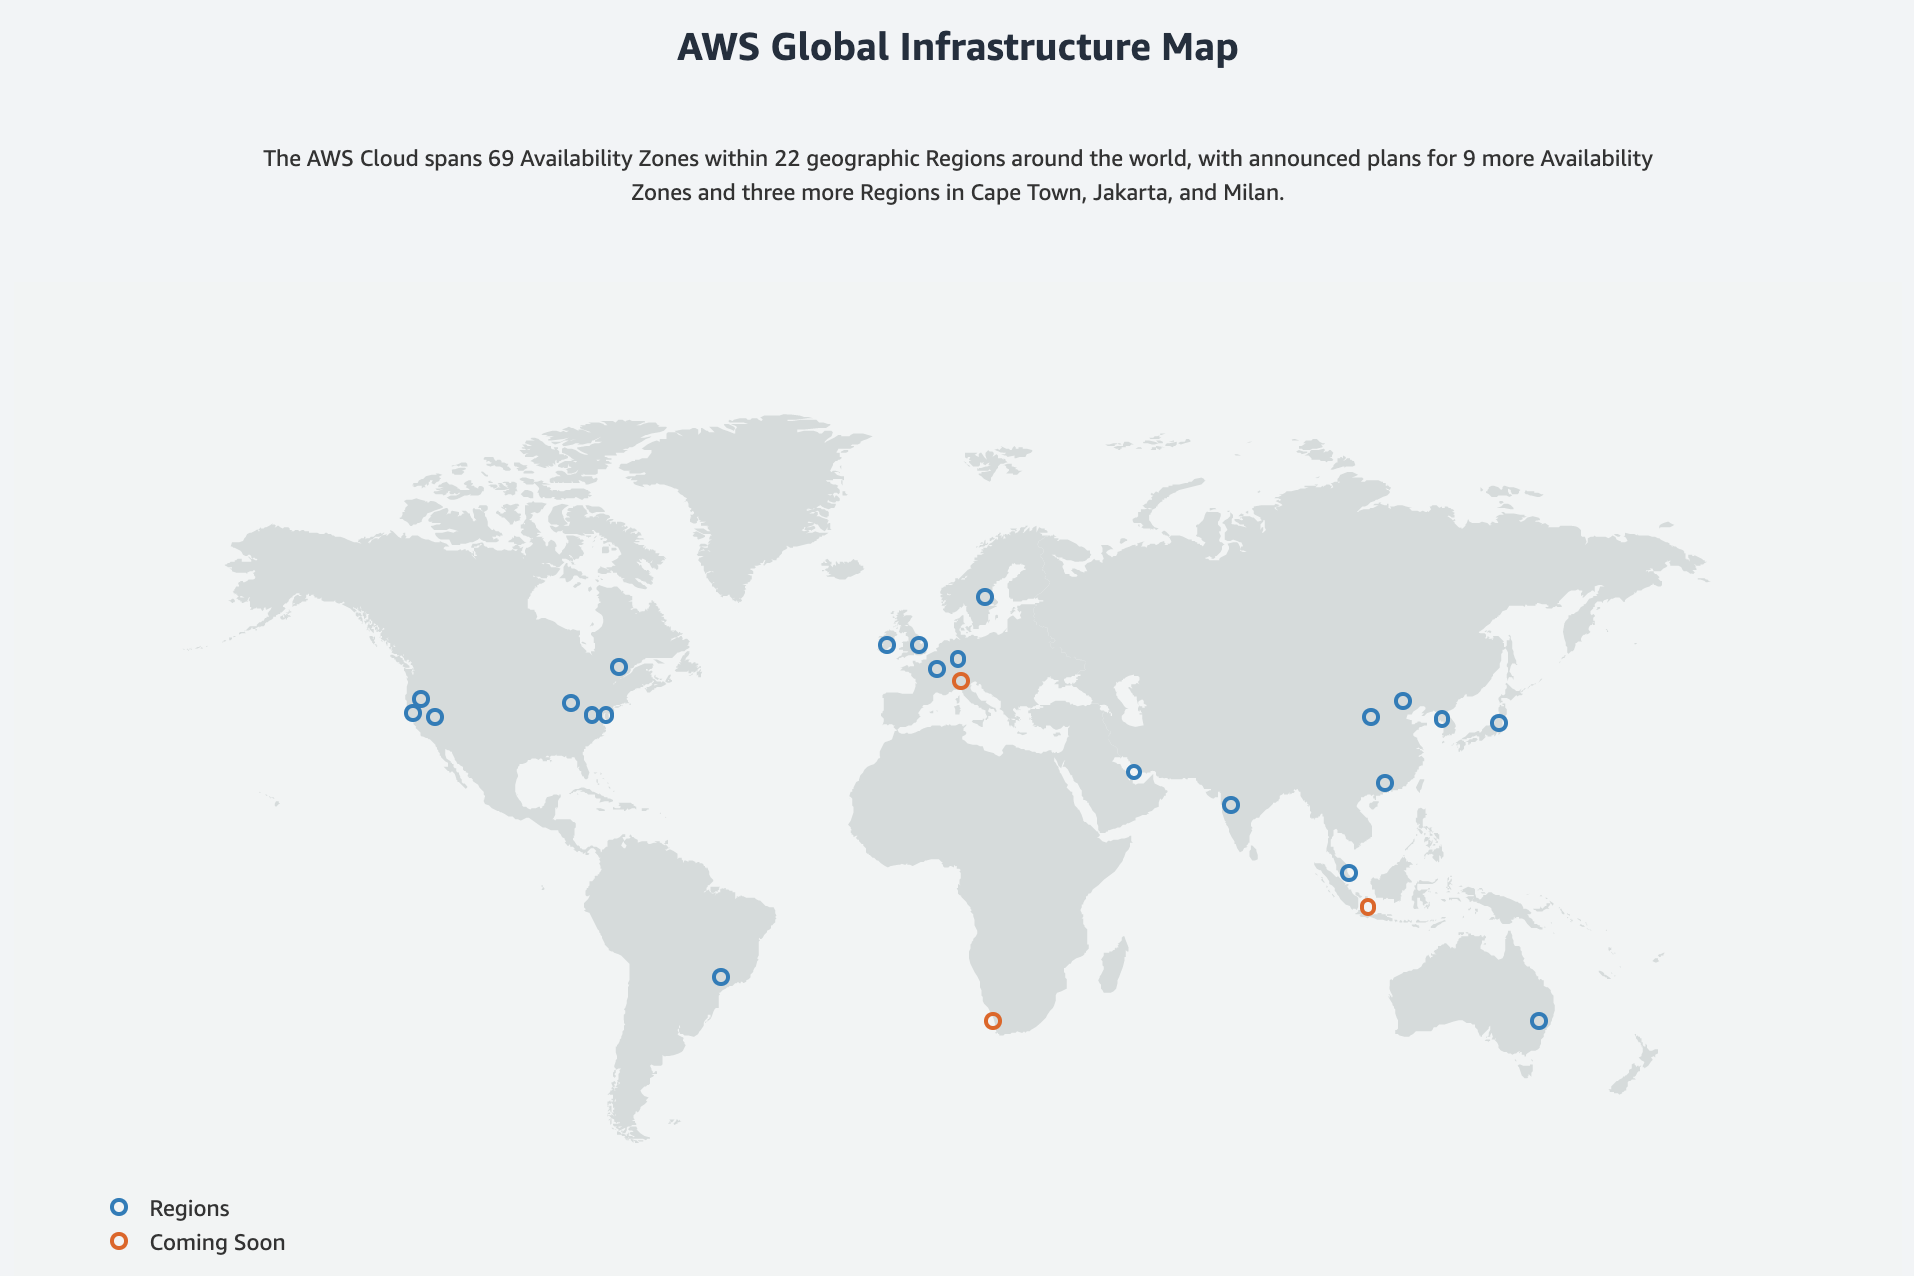 AWS Global Infrastructure Map
The AWS Cloud spans 69 Availability Zones within 22 geographic Regions around the world, with announced plans for 9 more Availability
Zones and three more Regions in Cape Town, Jakarta, and Milan.
Regions
Coming Soon